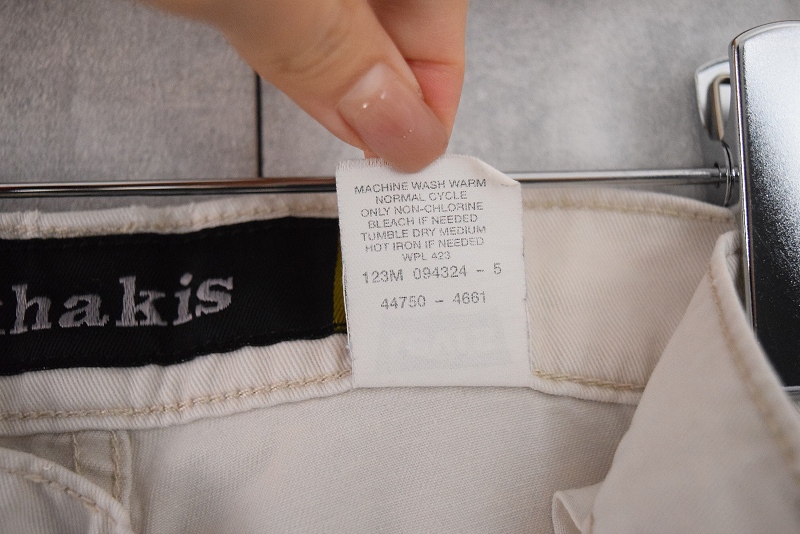 khakis
MACHINE WASH WARM
NORMAL CYCLE
ONLY NON-CHLORINE
BLEACH IF NEEDED
TUMBLE DRY MEDIUM
HOT IRON IF NEEDED
WPL 423
123M 094324 - 5
44750 - 4661